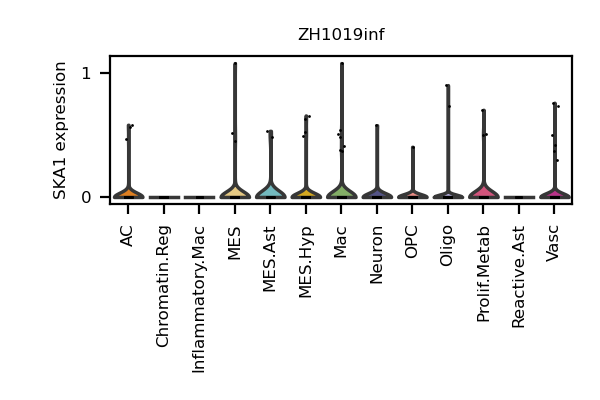 ZH1019inf
SKA1 expression
1
0
AC
Chromatin.Reg
Inflammatory.Mac
MES
MES.Ast
MES.Hyp
Mac
Neuron
OPC
Oligo
Prolif.Metab
Reactive.Ast
Vasc